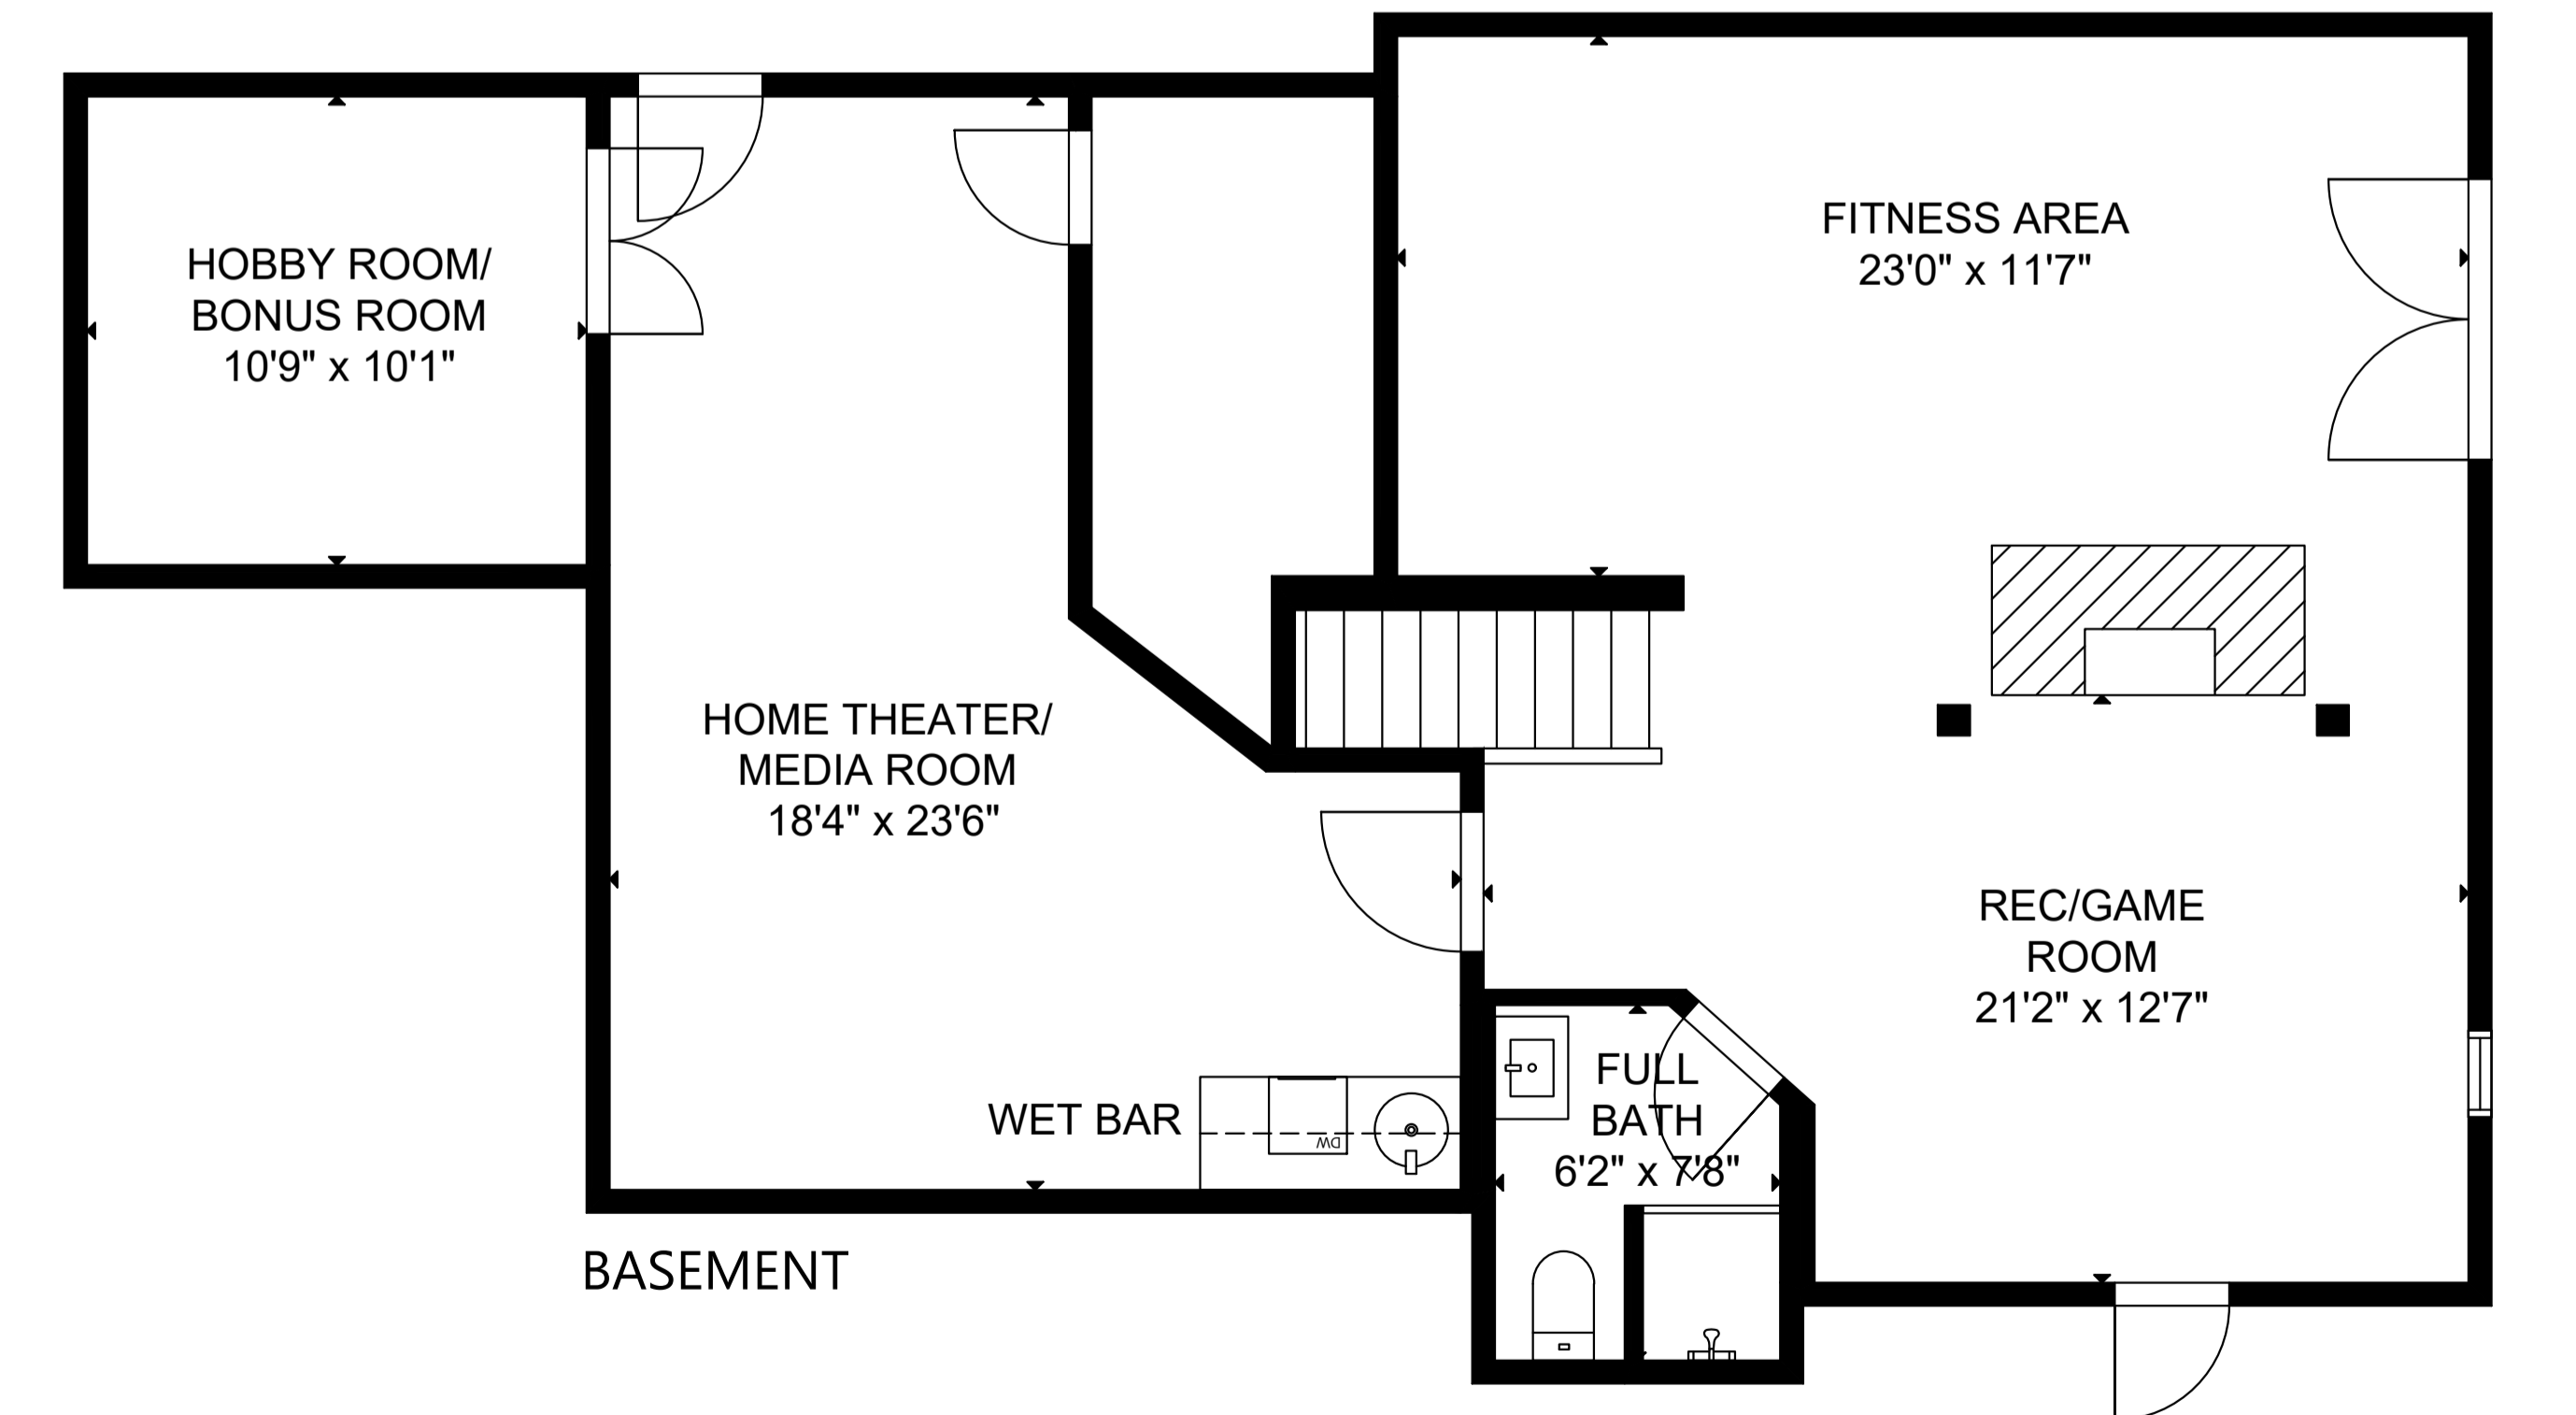 FITNESS AREA
23'0" x 11'7"
HOBBY ROOM/
BONUS ROOM
10'9" x 10'1"
HOME THEATER/
MEDIA ROOM
18'4" x 23'6"
REC/GAME
ROOM
21'2" x 12'7"
WET BAR
DW
FULL
BATH
6'2" x 7'8"
BASEMENT